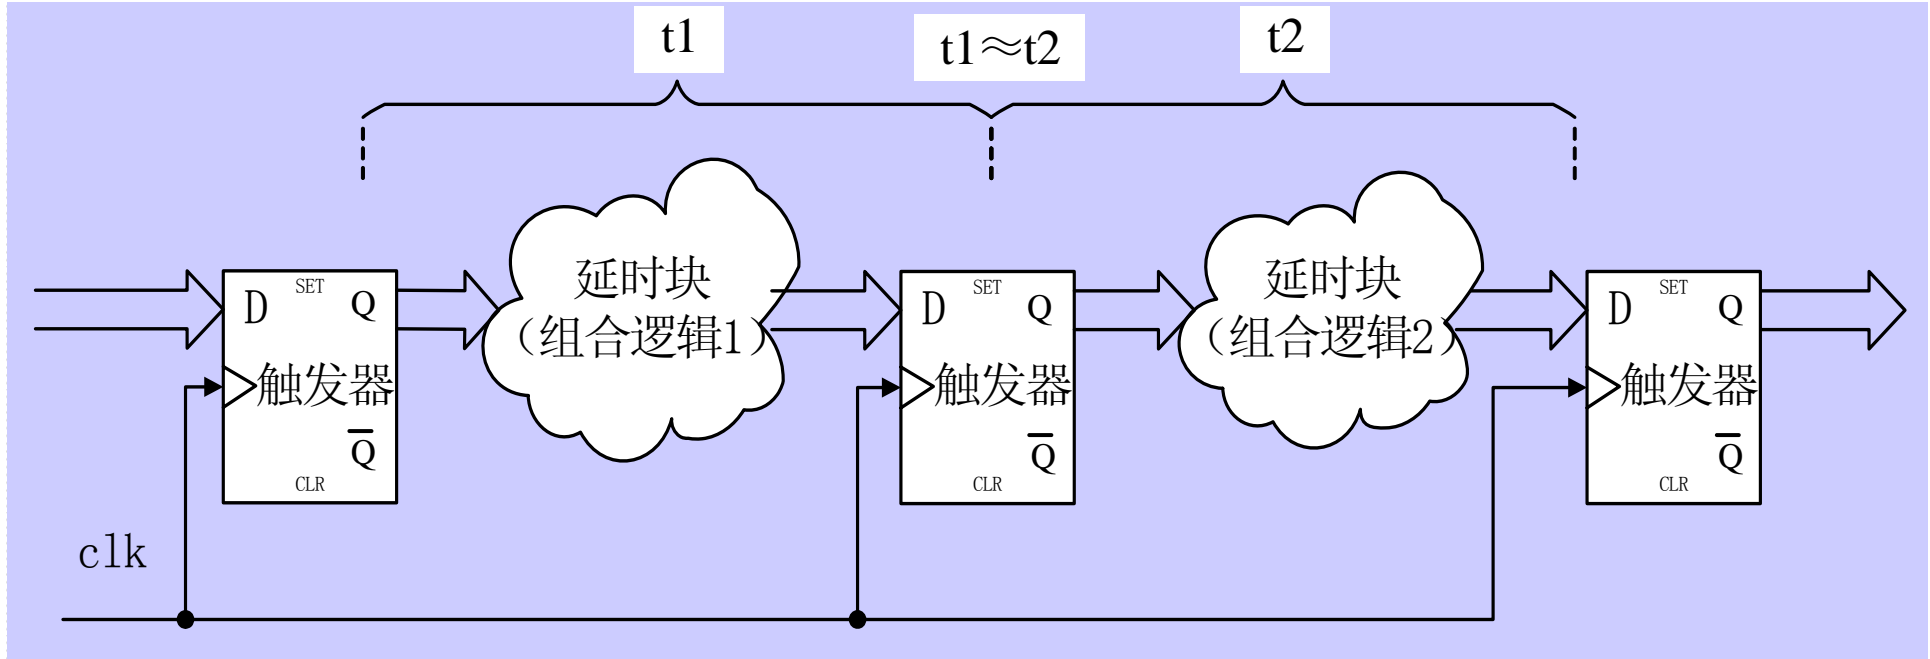 t1
t1≈t2
t2
SET
D
Q
触发器
Q
CLR
延时块
（组合逻辑1）
SET
D
Q
触发器
Q
CLR
延时块
（组合逻辑2）
SET
D
Q
触发器
Q
CLR
clk